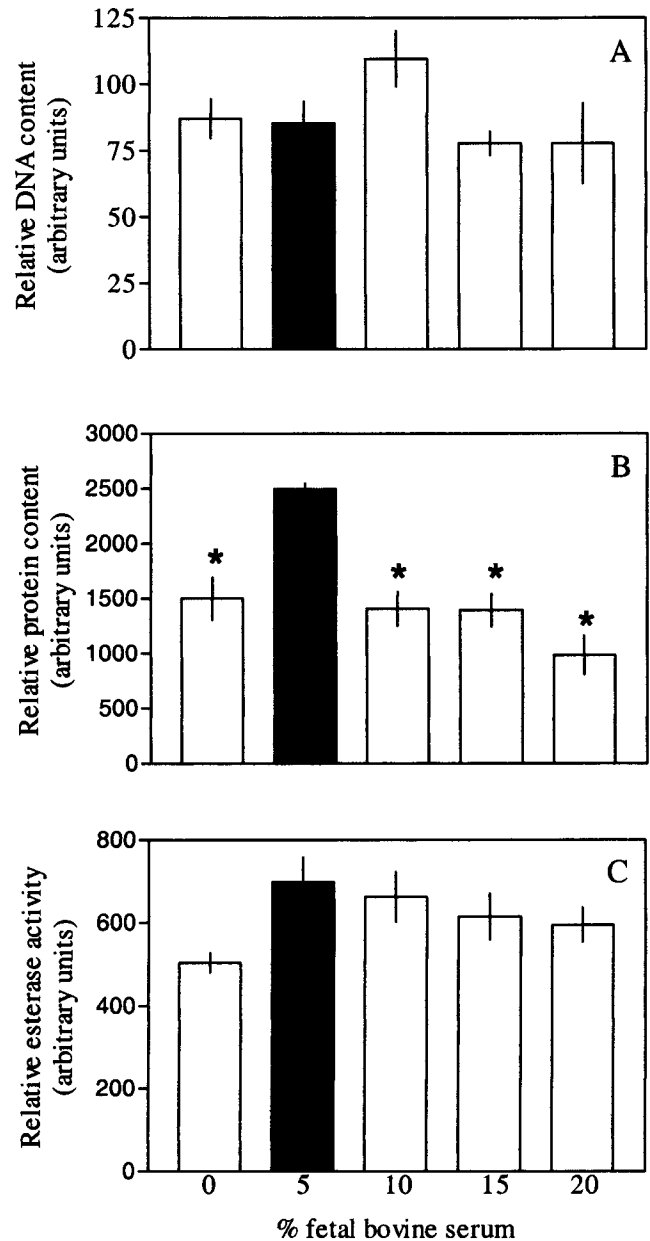 A
Relative DNA content
(arbitrary units)
125
100
75
50
25
0
B
Relative protein content
(arbitrary units)
3000
2500
2000
1500
1000
500
0
*
*
*
*
C
Relative esterase activity
(arbitrary units)
800
600
400
200
0
0 5 10 15 20
% fetal bovine serum